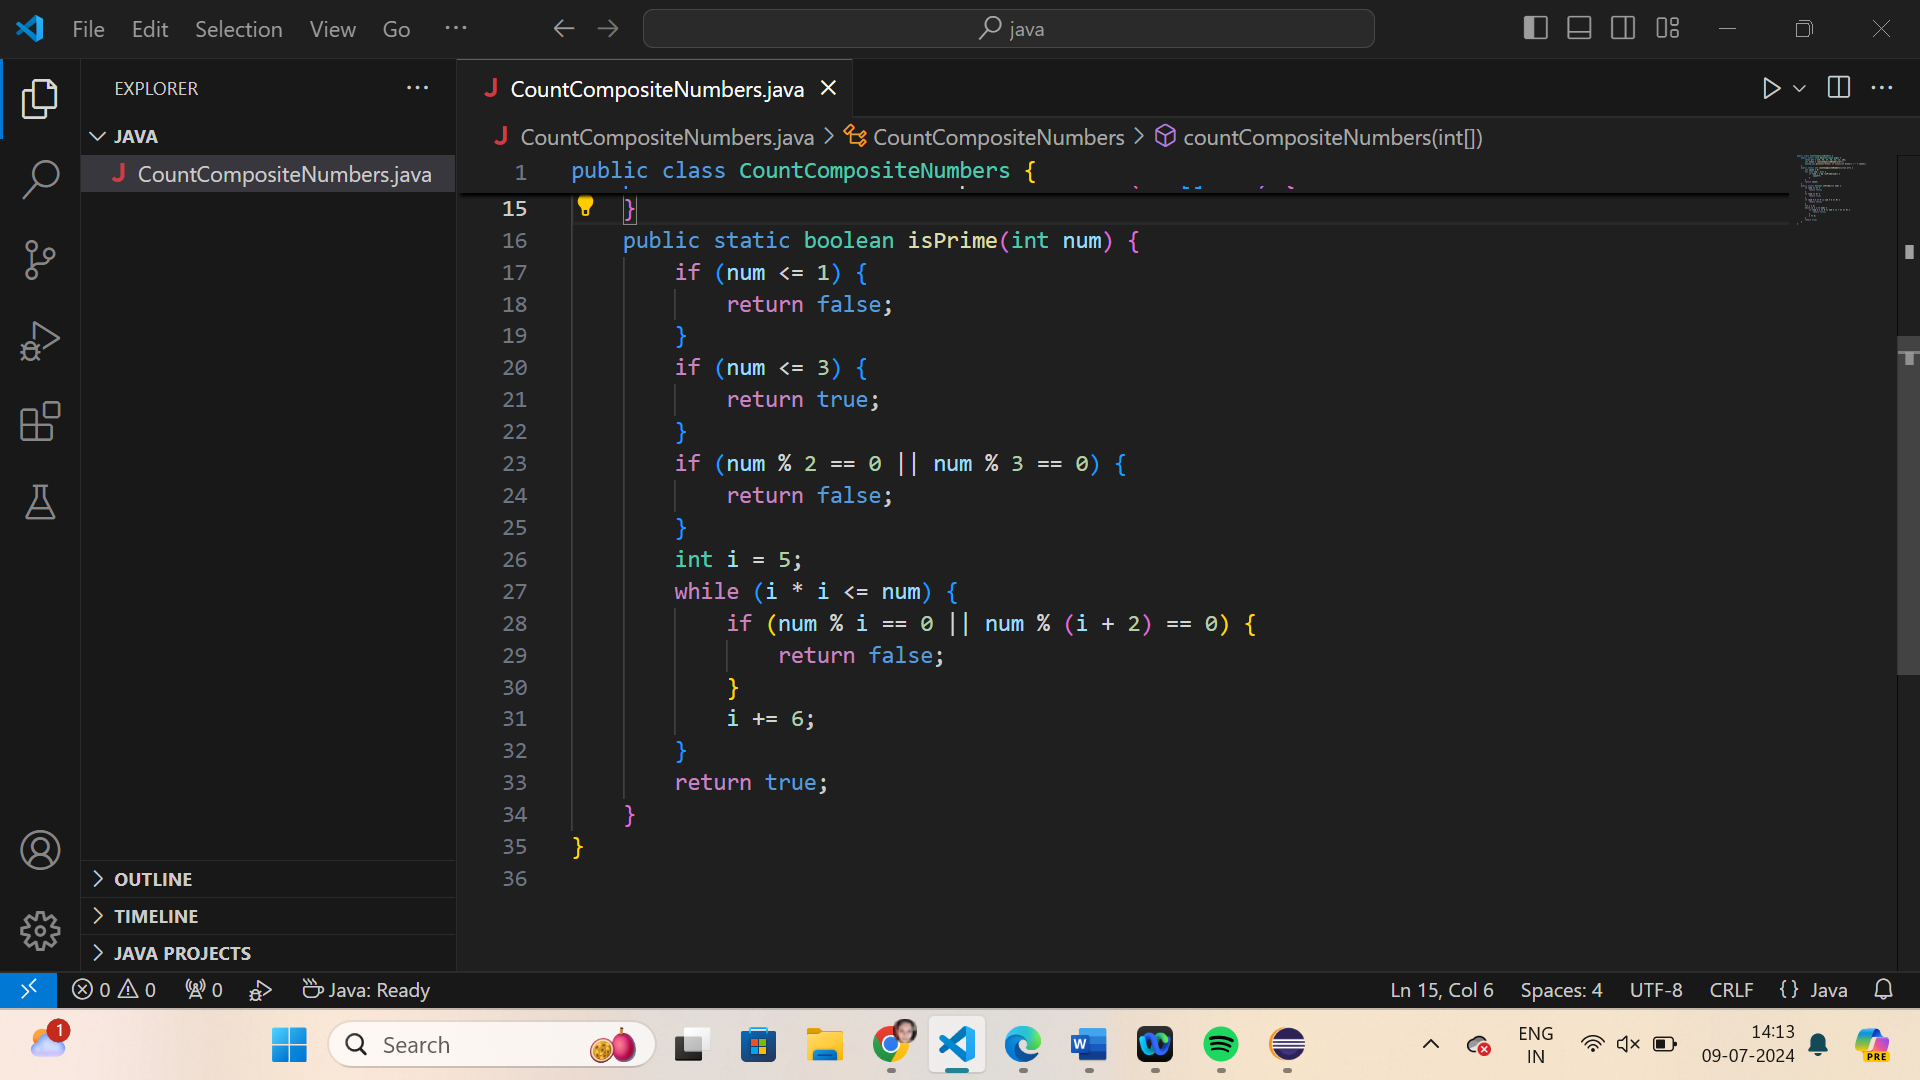 File Edit Selection View Go ··· java
EXPLORER ···
JAVA
CountCompositeNumbers.java
OUTLINE
TIMELINE
JAVA PROJECTS
J CountCompositeNumbers.java
J CountCompositeNumbers.java > CountCompositeNumbers > countCompositeNumbers(int[])
1 public class CountCompositeNumbers {
15 }
16 public static boolean isPrime(int num) {
17 if (num <= 1) {
18 return false;
19 }
20 if (num <= 3) {
21 return true;
22 }
23 if (num % 2 == 0 || num % 3 == 0) {
24 return false;
25 }
26 int i = 5;
27 while (i * i <= num) {
28 if (num % i == 0 || num % (i + 2) == 0) {
29 return false;
30 }
31 i += 6;
32 }
33 return true;
34 }
35 }
36
0 0 0 Java: Ready Ln 15, Col 6 Spaces: 4 UTF-8 CRLF {} Java
1 Search W ENG 14:13
IN 09-07-2024 PRE